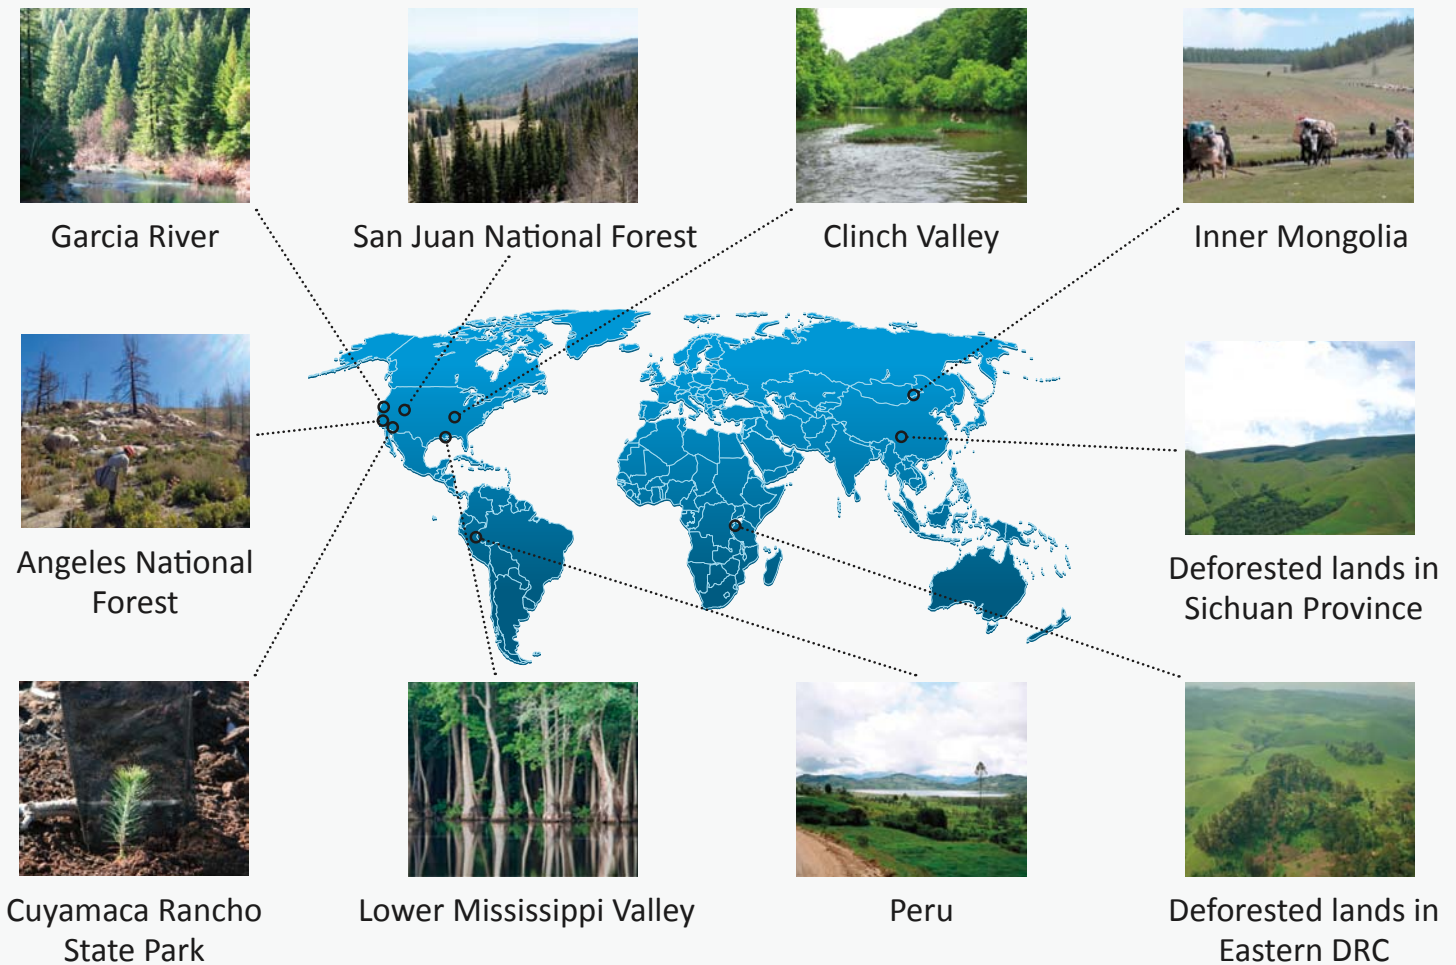 Garcia River
San Juan National Forest
Clinch Valley
Inner Mongolia
Angeles National
Forest
Deforested lands in
Sichuan Province
Cuyamaca Rancho
State Park
Lower Mississippi Valley
Peru
Deforested lands in
Eastern DRC